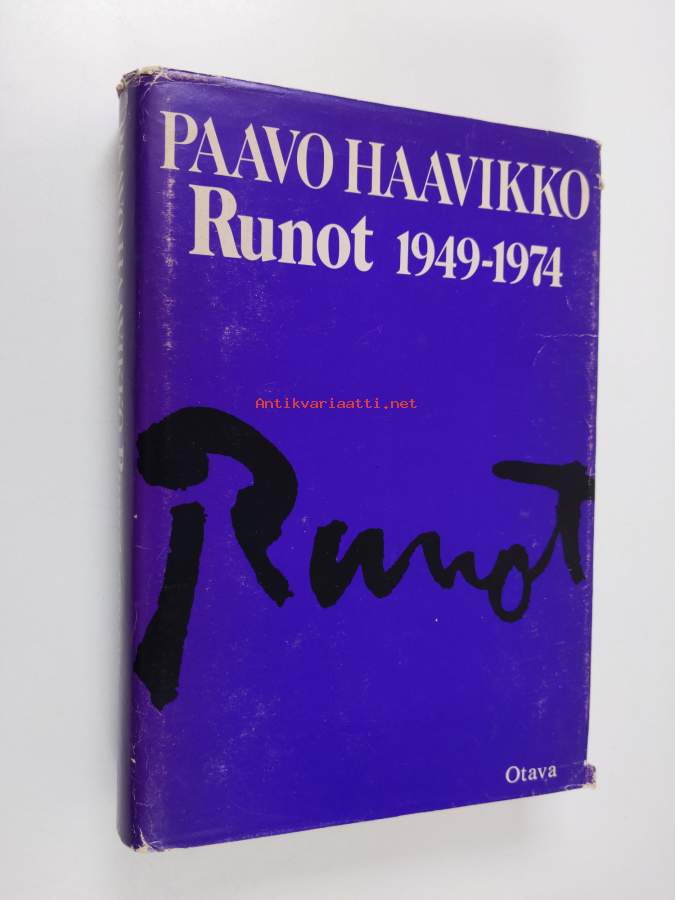 PAAVO HAAVIKKO
Runot 1949-1974
Antikvariaatti.net
Runot
Otava